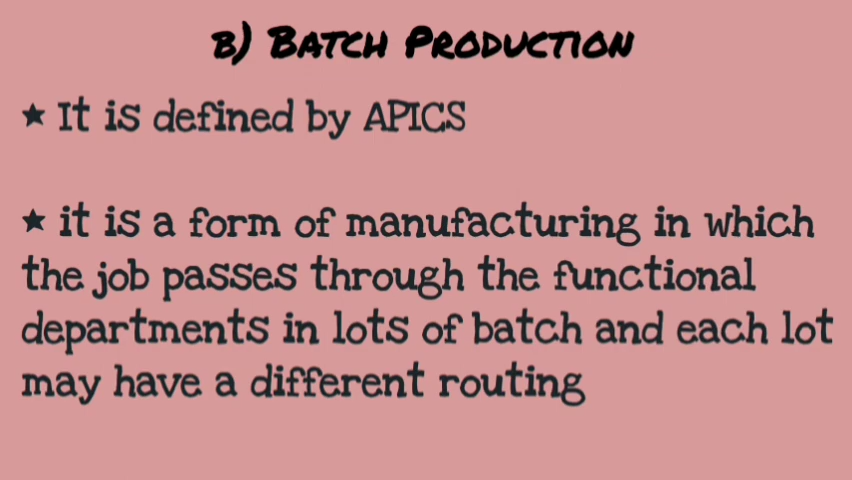 B) BATCH PRODUCTION
★ It is defined by APICS
★ it is a form of manufacturing in which
the job passes through the functional
departments in lots of batch and each lot
may have a different routing